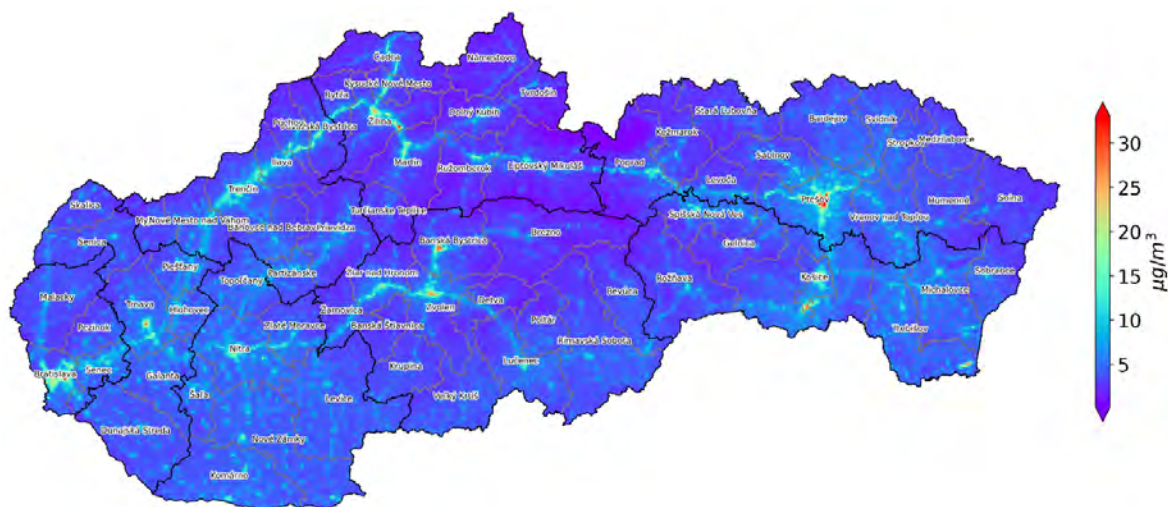 Čadca
Námestovo
Kysucké Nové Mesto
Tvrdošín
Bytča
Dolný Kubín
Stará Ľubovňa
Bardejov
Svidník
Žilina
Kežmarok
Stropkov
Medzilaborce
Považská Bystrica
Sabinov
Ilava
Martin
Ružomberok
Liptovský Mikuláš
Poprad
Levoča
Trenčín
Prešov
Humenné
Snina
Skalica
Nové Mesto nad Váhom
Turčianske Teplice
Spišská Nová Ves
Vranov nad Topľou
Senica
Banská Bystrica
Brezno
Gelnica
Piešťany
Partizánske
Žiar nad Hronom
Rožňava
Košice
Sobrance
Topoľčany
Michalovce
Malacky
Trnava
Hlohovec
Žarnovica
Zvolen
Detva
Revúca
Pezinok
Zlaté Moravce
Banská Štiavnica
Poltár
Trebišov
Nitra
Rimavská Sobota
Bratislava
Senec
Galanta
Krupina
Lučenec
Šaľa
Levice
Veľký Krtíš
Dunajská Streda
Nové Zámky
Komárno
30
25
20
15
10
5
μg/m³